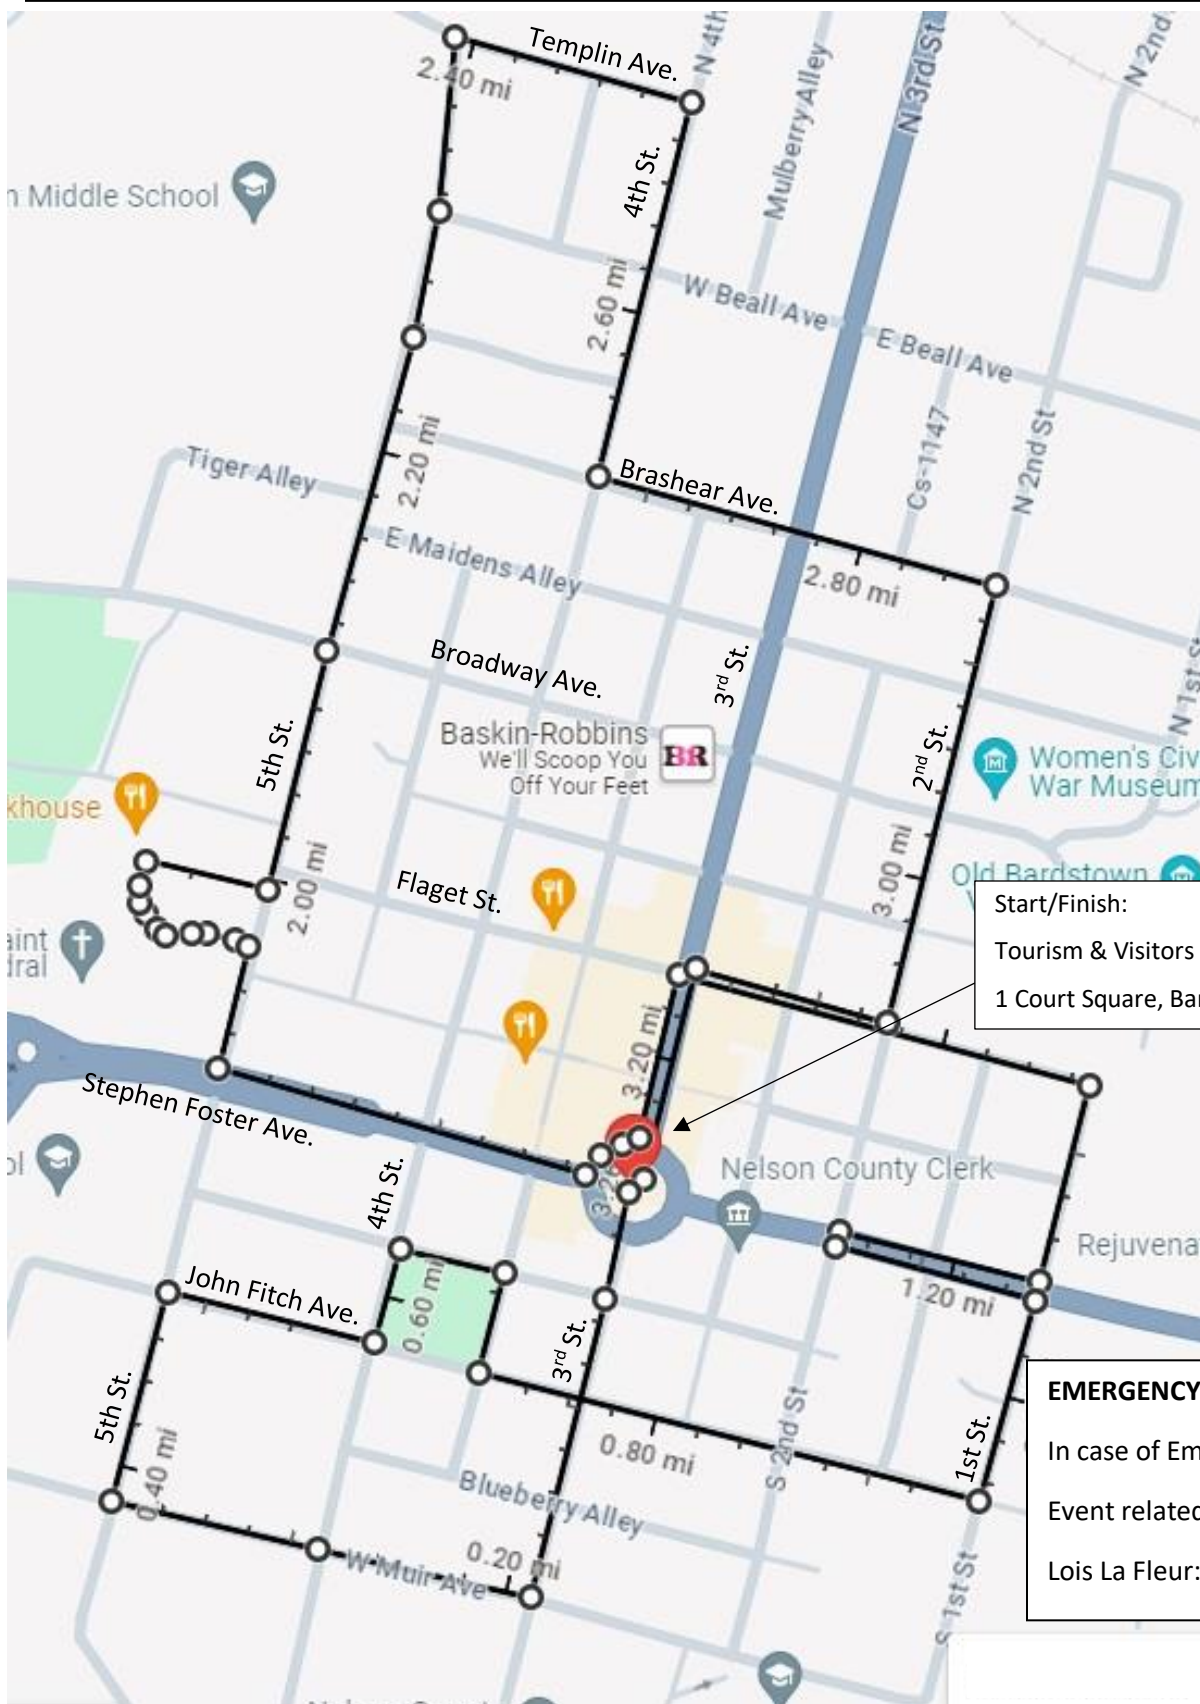 Templin Ave.
N 4th
N 3rd St
N 2nd
2.40 mi
Mulberry Alley
4th St.
n Middle School
2.60 mi
W Beall Ave
E Beall Ave
2.20 mi
Tiger Alley
Brashear Ave.
Cs-1147
N 2nd St
E Maidens Alley
2.80 mi
Broadway Ave.
3rd St.
N 1st St
5th St.
Baskin-Robbins
We'll Scoop You
Off Your Feet
BR
2nd St.
Women's Civ
War Museum
khouse
2.00 mi
Flaget St.
3.00 mi
Old Bardstown
Start/Finish:
Tourism & Visitors
1 Court Square, Bar
aint
dral
3.20 mi
Stephen Foster Ave.
ol
4th St.
Nelson County Clerk
Rejuvena
John Fitch Ave.
0.60 mi
1.20 mi
3rd St.
5th St.
0.40 mi
0.80 mi
S 2nd St
1st St.
EMERGENCY
In case of Em
Event related
Lois La Fleur:
Blueberry Alley
0.20 mi
W Muir Ave
S 1st St